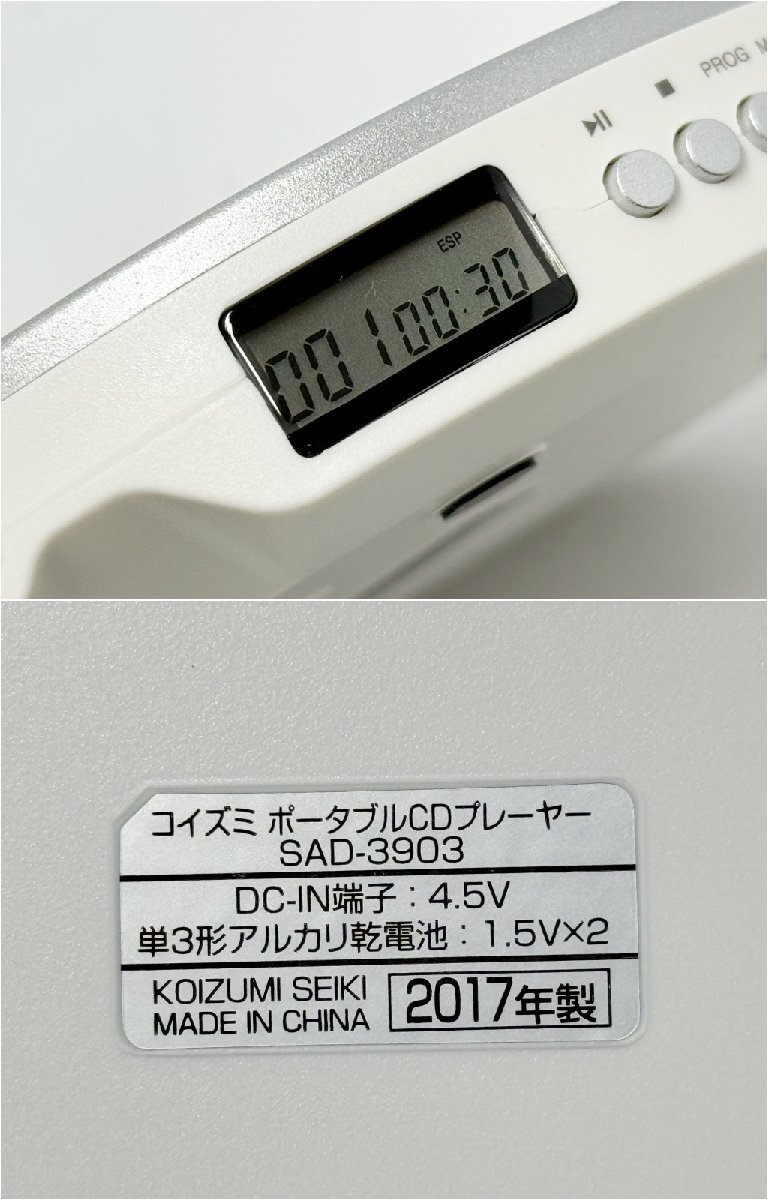 PROG
ESP
001 00:30
コイズミ ポータブルCDプレーヤー
SAD-3903
DC-IN端子：4.5V
単3形アルカリ乾電池：1.5V×2
KOIZUMI SEIKI
MADE IN CHINA
2017年製